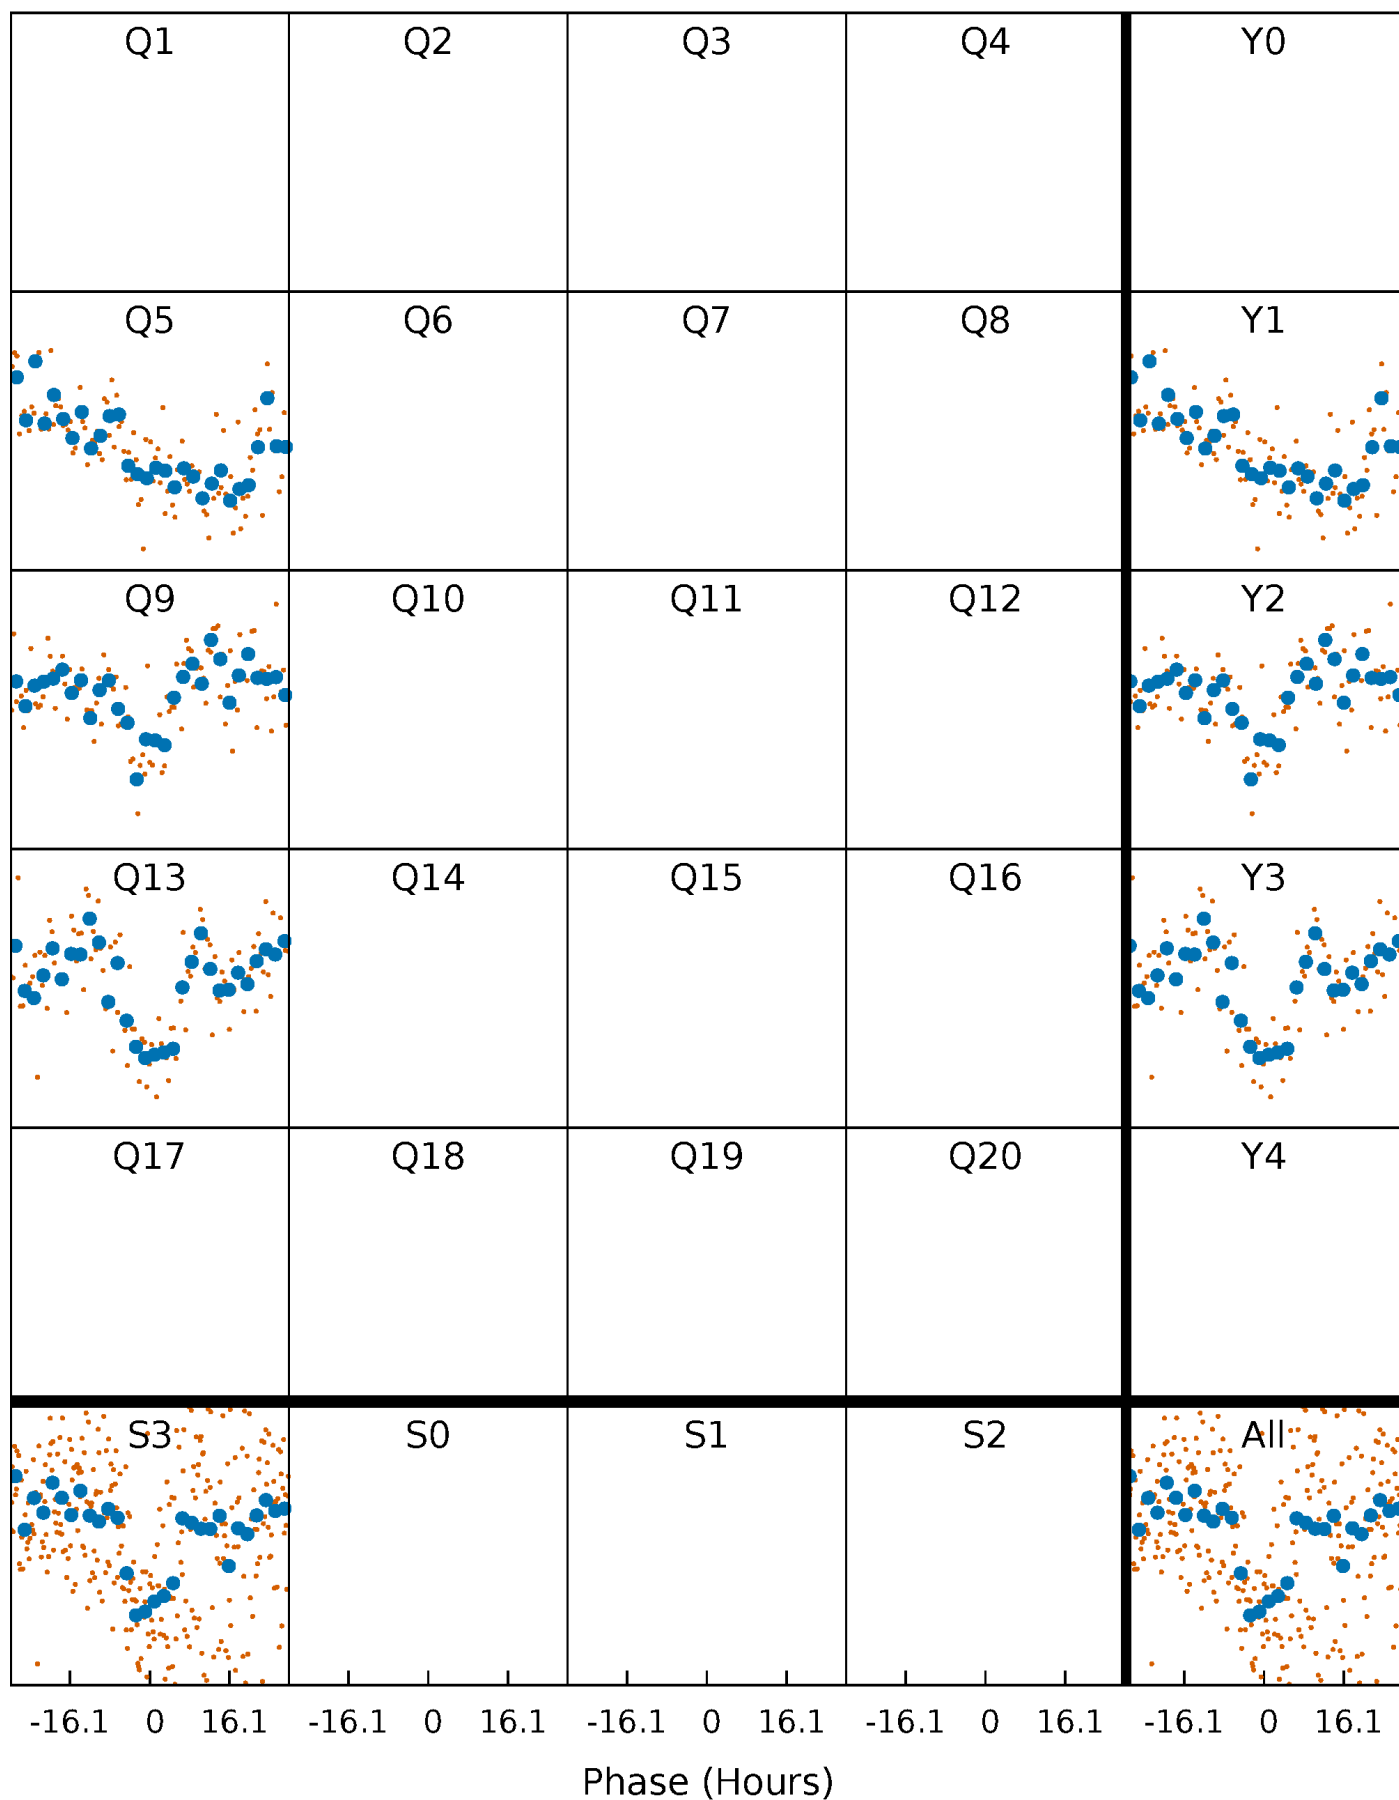 Q1 Q2 Q3 Q4 Y0
Q5 Q6 Q7 Q8 Y1
Q9 Q10 Q11 Q12 Y2
Q13 Q14 Q15 Q16 Y3
Q17 Q18 Q19 Q20 Y4
S3 S0 S1 S2 All
-16.1 0 16.1 -16.1 0 16.1 -16.1 0 16.1 -16.1 0 16.1 -16.1 0 16.1
Phase (Hours)